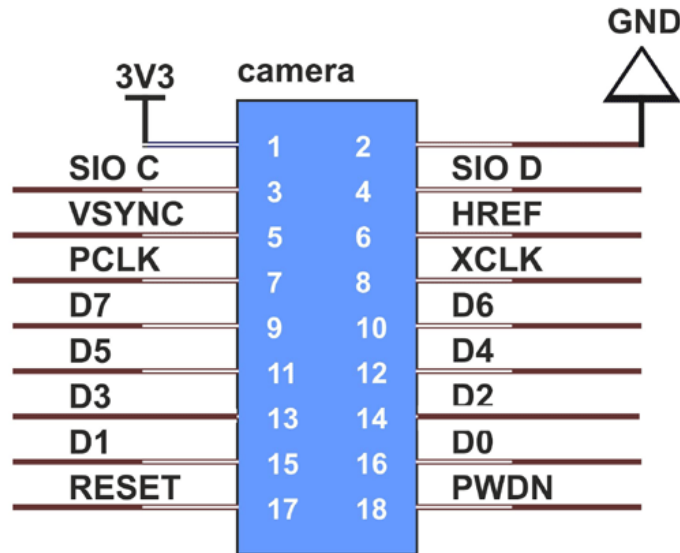 GND
3V3 camera
1 2
SIO C SIO D
3 4
VSYNC HREF
5 6
PCLK XCLK
7 8
D7 D6
9 10
D5 D4
11 12
D3 D2
13 14
D1 D0
15 16
RESET PWDN
17 18